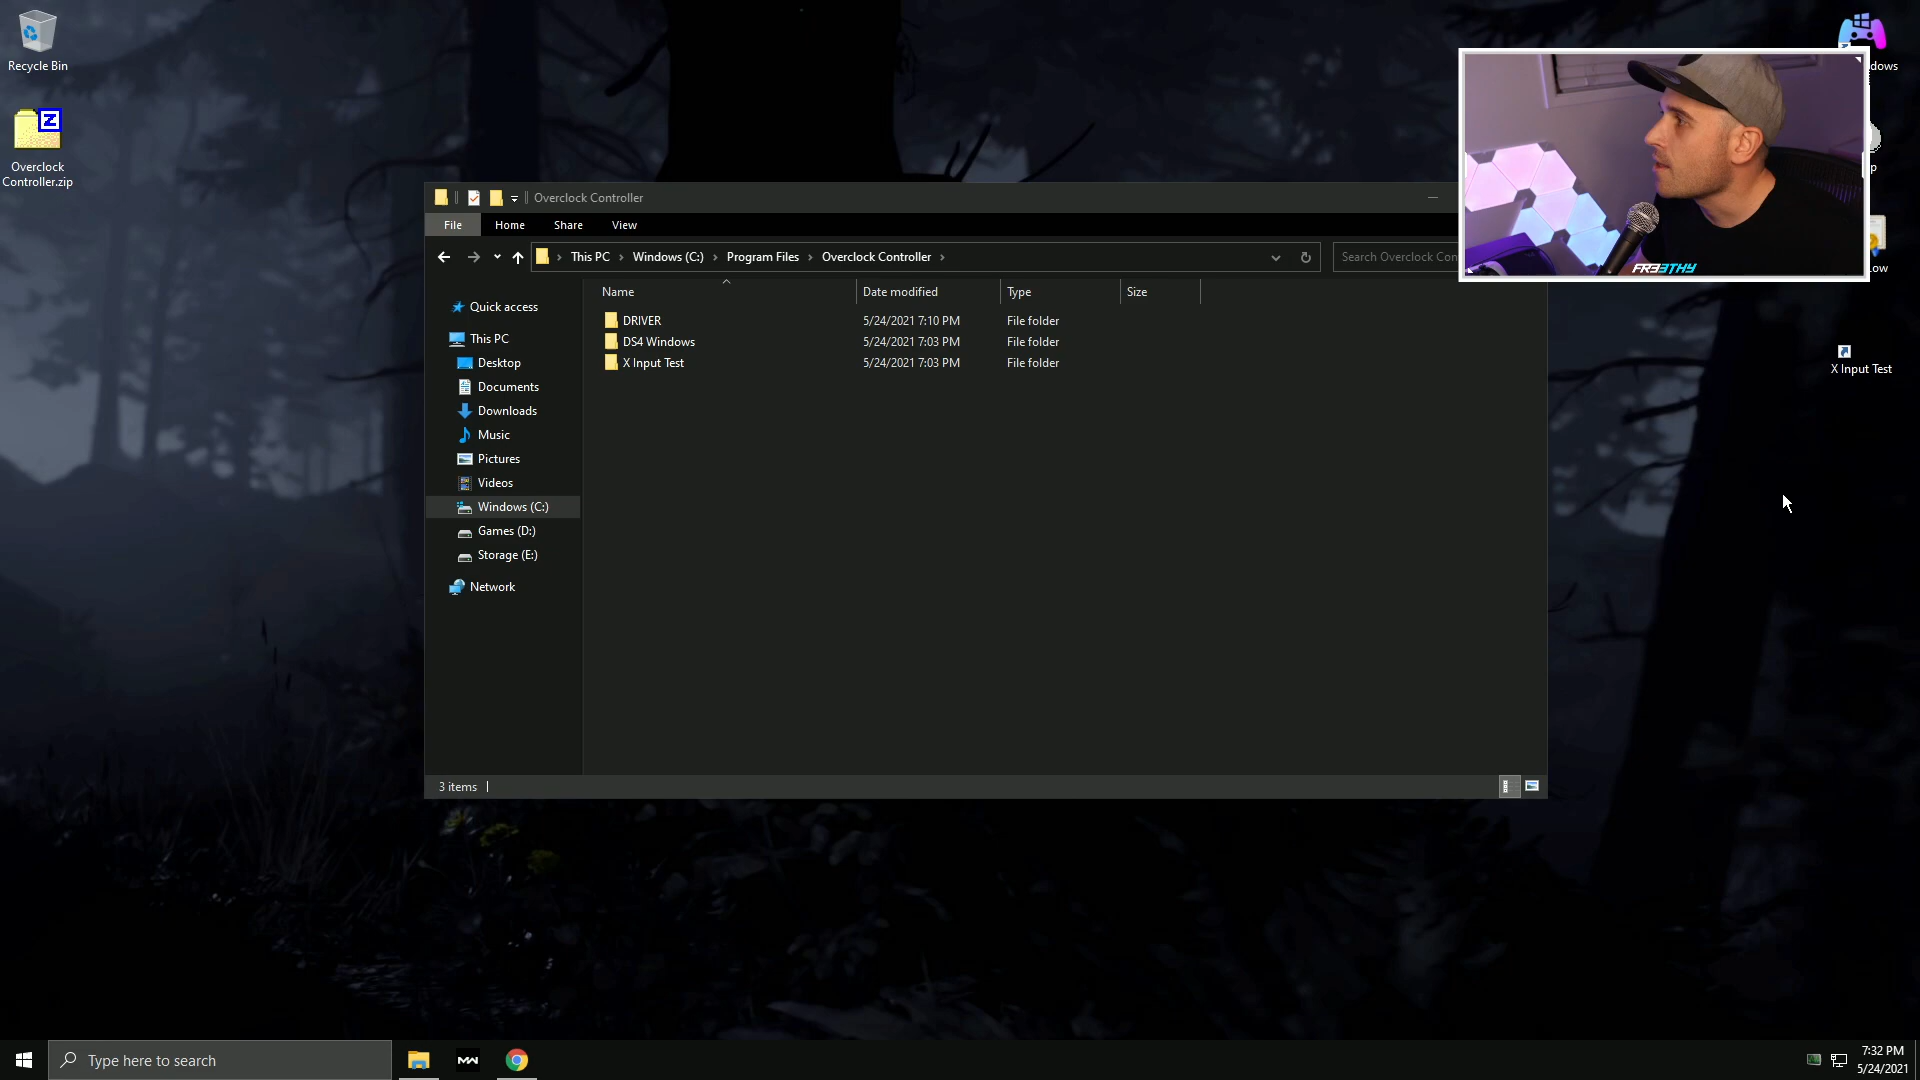 Recycle Bin
Overclock
Controller.zip
Overclock Controller
File
Home
Share
View
This PC
Windows (C:)
Program Files
Overclock Controller
Search Overclock Con
Name
Date modified
Type
Size
Quick access
This PC
Desktop
Documents
Downloads
Music
Pictures
Videos
Windows (C:)
Games (D:)
Storage (E:)
Network
DRIVER
5/24/2021 7:10 PM
File folder
DS4 Windows
5/24/2021 7:03 PM
File folder
X Input Test
5/24/2021 7:03 PM
File folder
3 items
FR33THY
dows
p
Low
X Input Test
Type here to search
MW
7:32 PM
5/24/2021